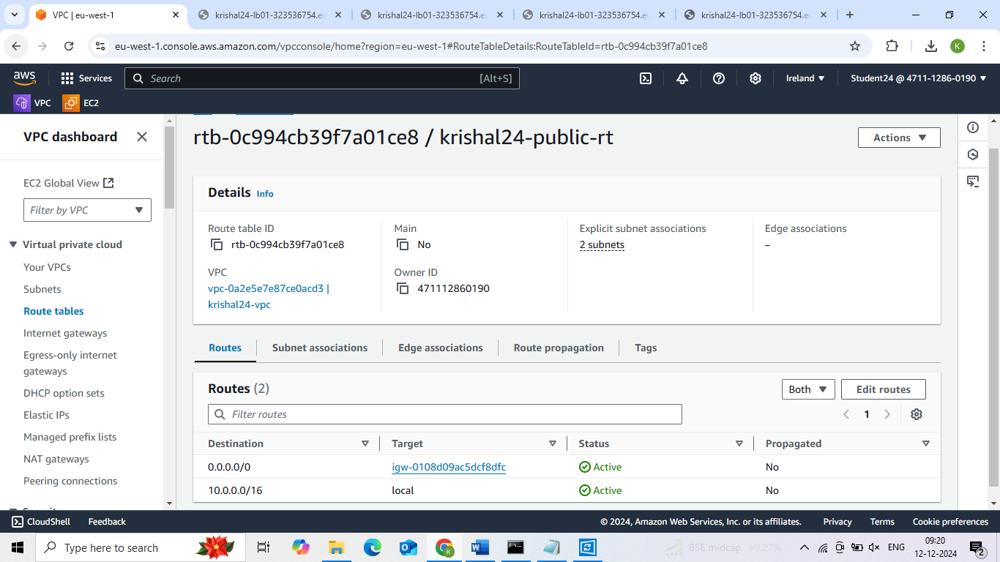 VPC | eu-west-1
krishal24-lb01-323536754.eu
krishal24-lb01-323536754.eu
krishal24-lb01-323536754.eu
krishal24-lb01-323536754.eu
eu-west-1.console.aws.amazon.com/vpcconsole/home?region=eu-west-1#RouteTableDetails:RouteTableId=rtb-0c994cb39f7a01ce8
K
aws
Services
Search
[Alt+S]
Ireland
Student24 @ 4711-1286-0190
VPC
EC2
VPC dashboard
EC2 Global View
Filter by VPC
Virtual private cloud
Your VPCs
Subnets
Route tables
Internet gateways
Egress-only internet
gateways
DHCP option sets
Elastic IPs
Managed prefix lists
NAT gateways
Peering connections
rtb-0c994cb39f7a01ce8 / krishal24-public-rt
Actions
Details Info
Route table ID
rtb-0c994cb39f7a01ce8
Main
No
Explicit subnet associations
2 subnets
Edge associations
–
VPC
vpc-0a2e5e7e87ce0acd3 |
krishal24-vpc
Owner ID
471112860190
Routes
Subnet associations
Edge associations
Route propagation
Tags
Routes (2)
Both
Edit routes
Filter routes
1
Destination Target Status Propagated
0.0.0.0/0 igw-0108d09ac5dcf8dfc Active No
10.0.0.0/16 local Active No
CloudShell
Feedback
© 2024, Amazon Web Services, Inc. or its affiliates.
Privacy
Terms
Cookie preferences
Type here to search
BSE midcap +0.27%
ENG
09:20
12-12-2024
2